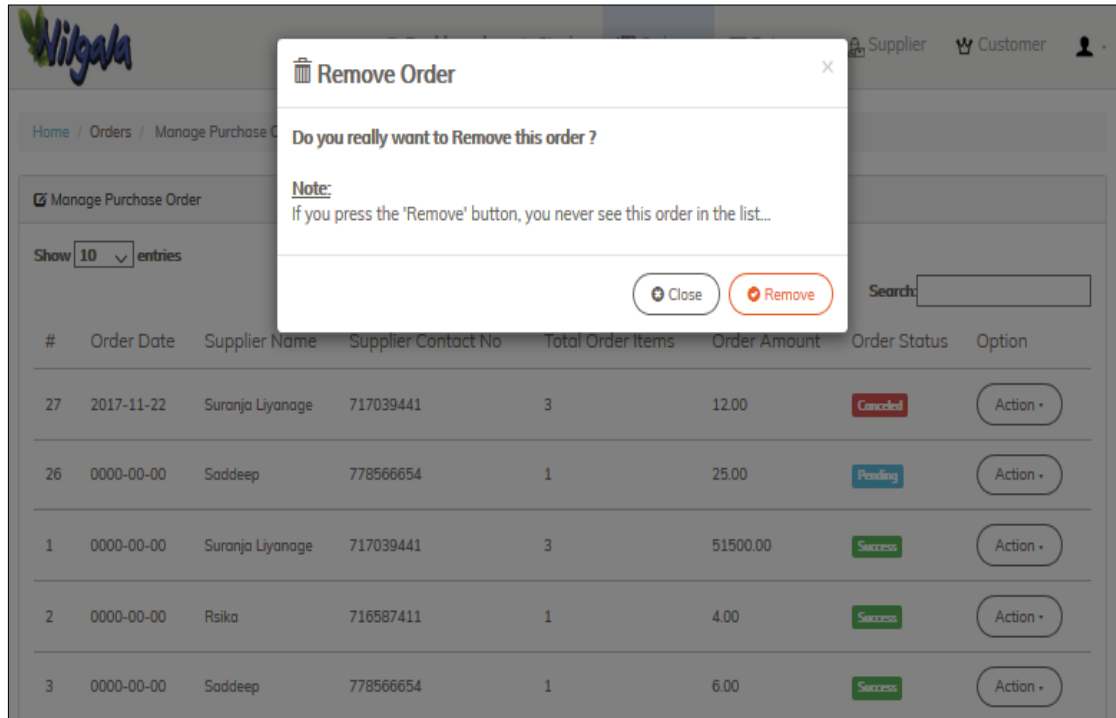 Nilgala
Supplier Customer
Remove Order ×
Home / Orders / Manage Purchase
Do you really want to Remove this order ?
Manage Purchase Order
Note:
If you press the 'Remove' button, you never see this order in the list...
Show 10 entries
Close Remove
Search:
# Order Date Supplier Name Supplier Contact No Total Order Items Order Amount Order Status Option
27 2017-11-22 Suranja Liyanage 717039441 3 12.00 Canceled Action
26 0000-00-00 Saddeep 778566654 1 25.00 Pending Action
1 0000-00-00 Suranja Liyanage 717039441 3 51500.00 Success Action
2 0000-00-00 Rsika 716587411 1 4.00 Success Action
3 0000-00-00 Saddeep 778566654 1 6.00 Success Action